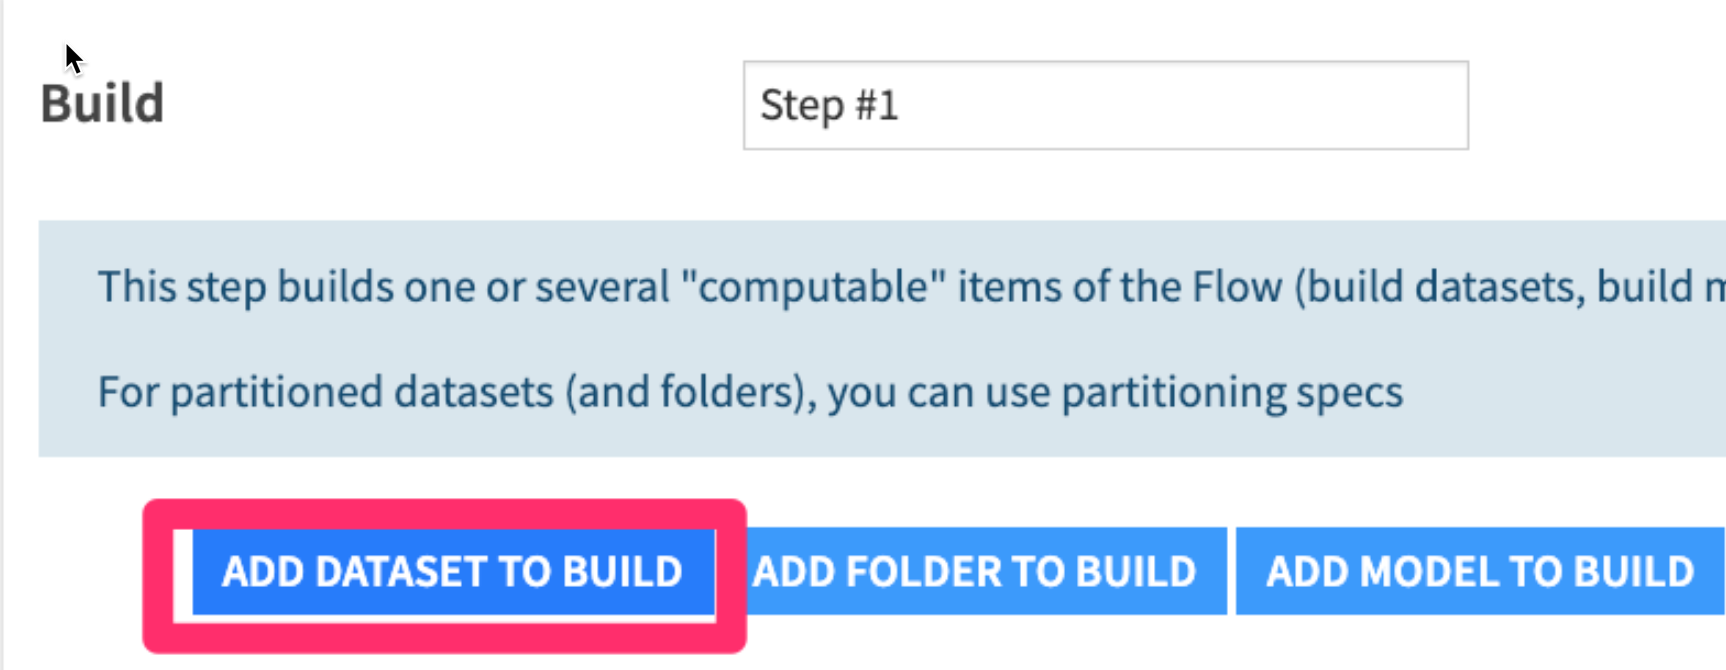 Build
Step #1
This step builds one or several "computable" items of the Flow (build datasets, build
For partitioned datasets (and folders), you can use partitioning specs
ADD DATASET TO BUILD
ADD FOLDER TO BUILD
ADD MODEL TO BUILD